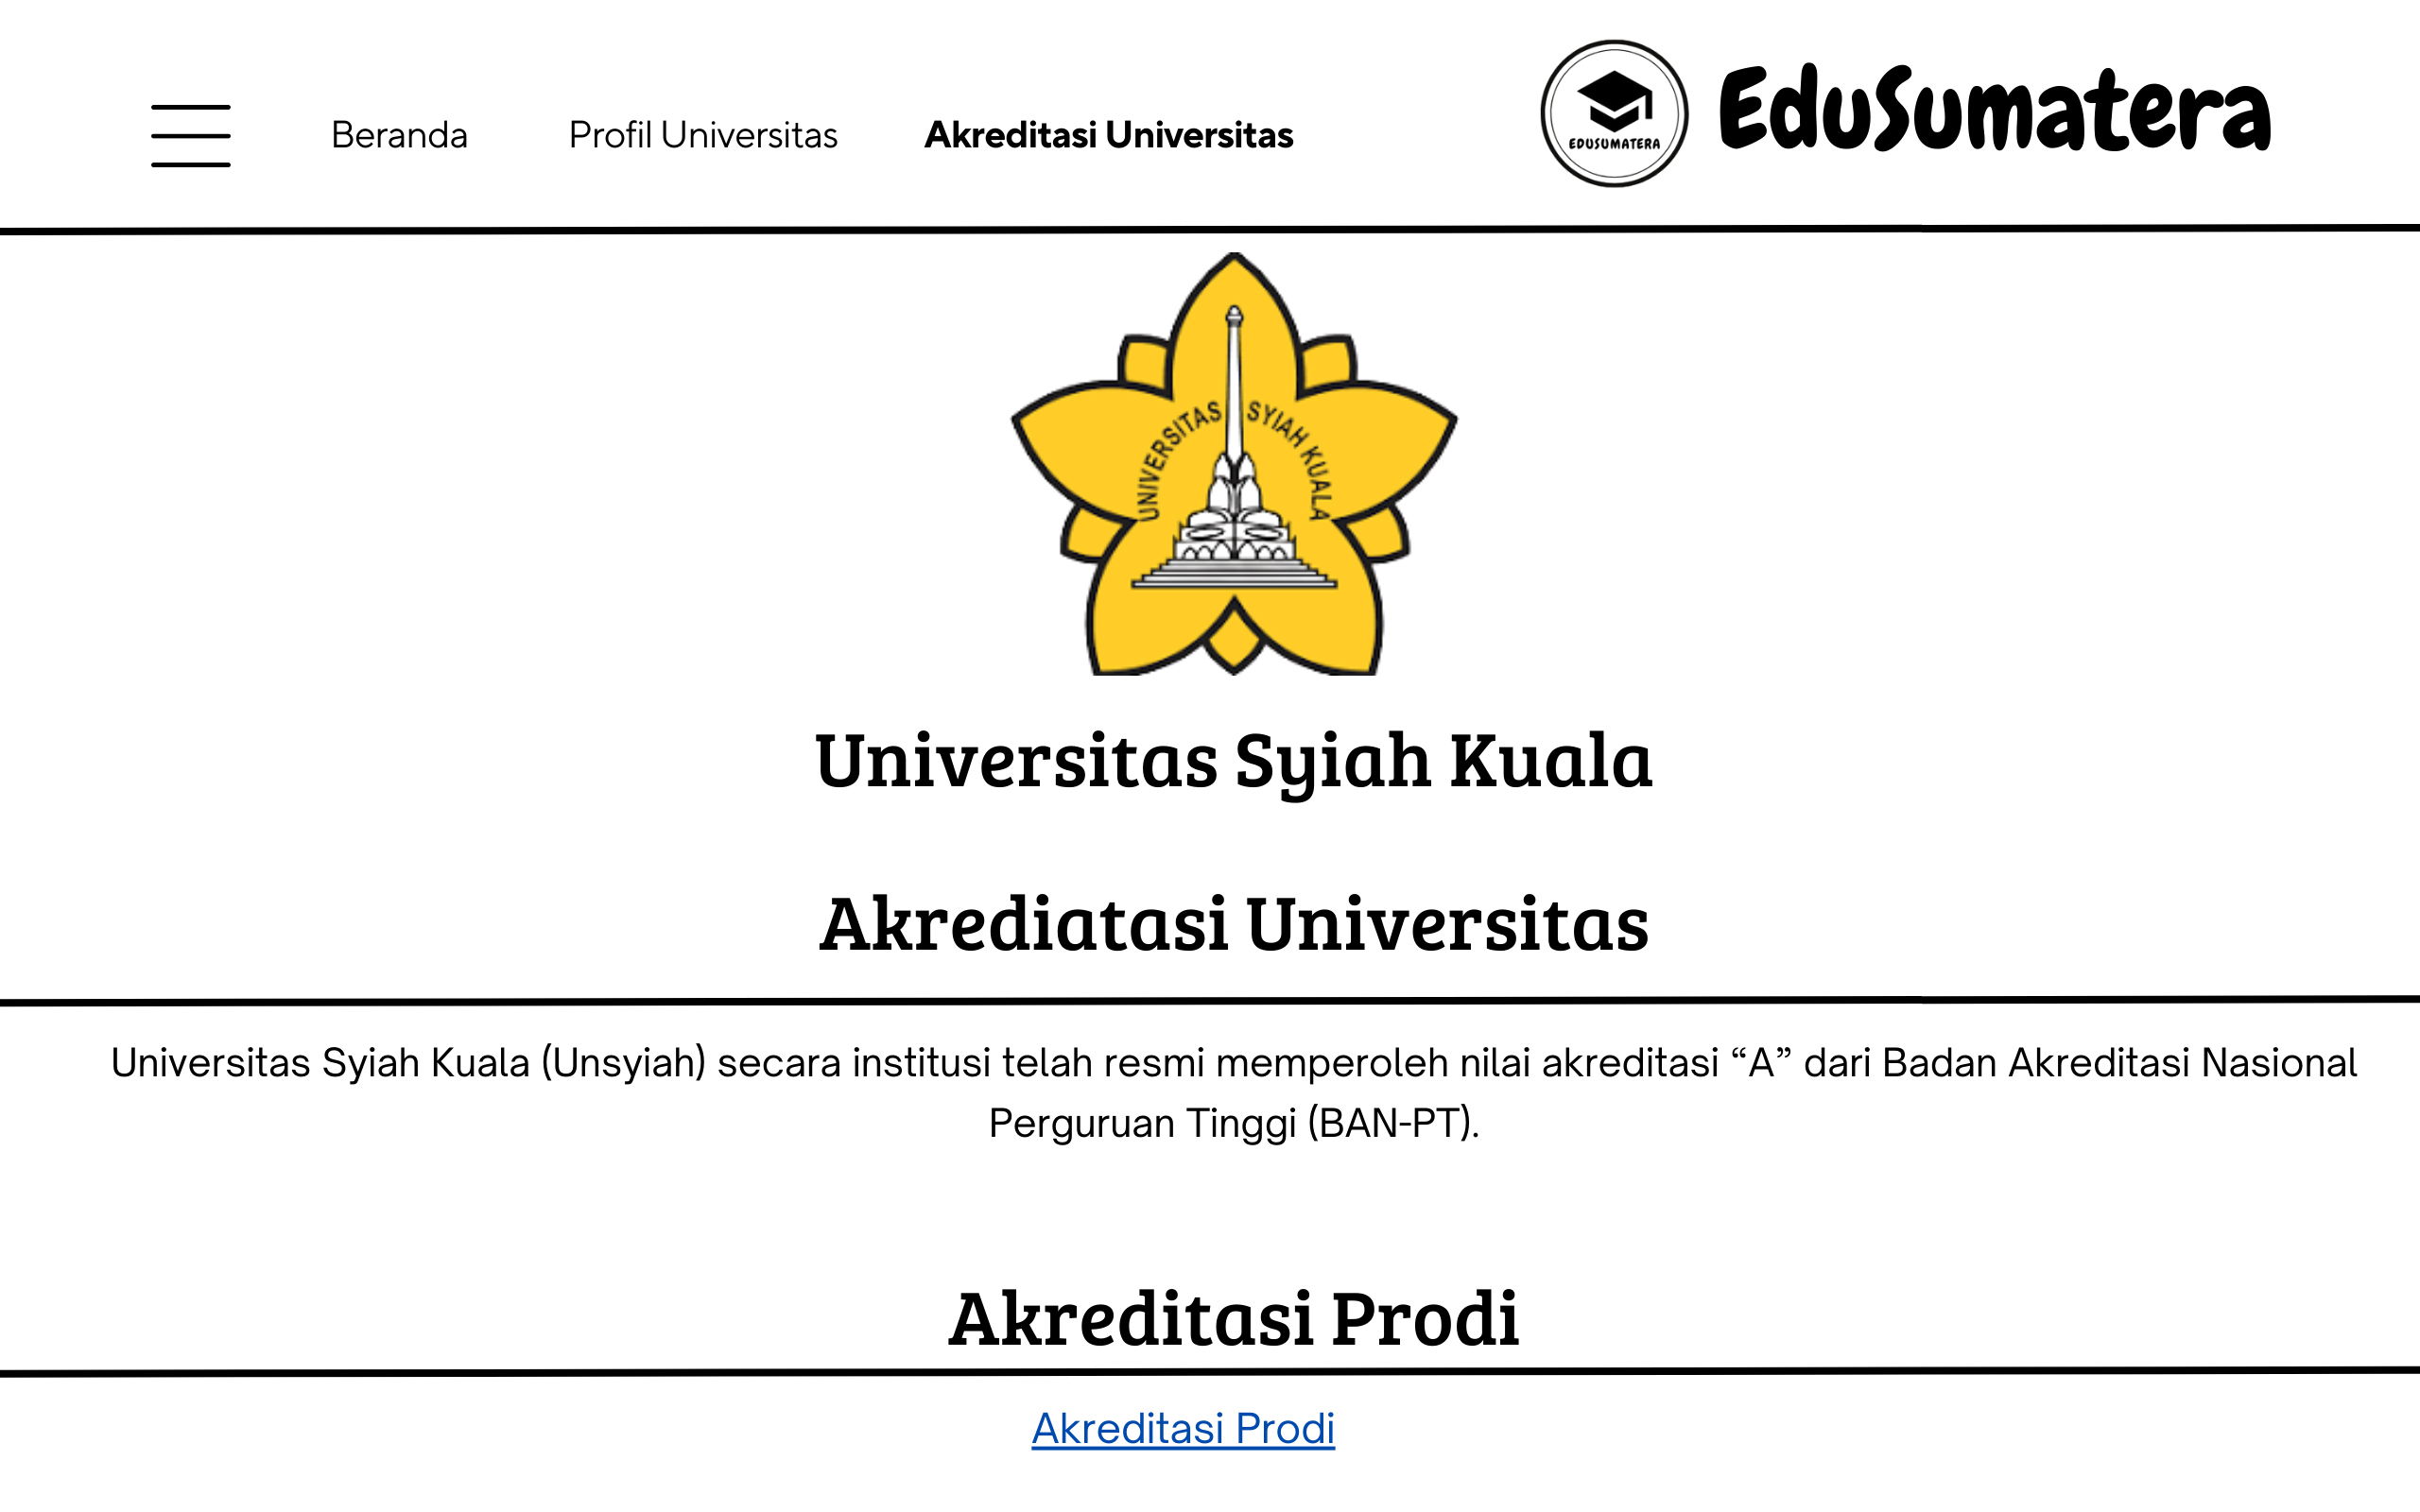 Beranda
Profil Universitas
Akreditasi Universitas
EDUSUMATERA
EduSumatera
UNIVERSITAS SYIAH KUALA
Universitas Syiah Kuala
Akrediatasi Universitas
Universitas Syiah Kuala (Unsyiah) secara institusi telah resmi memperoleh nilai akreditasi “A” dari Badan Akreditasi Nasional
Perguruan Tinggi (BAN-PT).
Akreditasi Prodi
Akreditasi Prodi